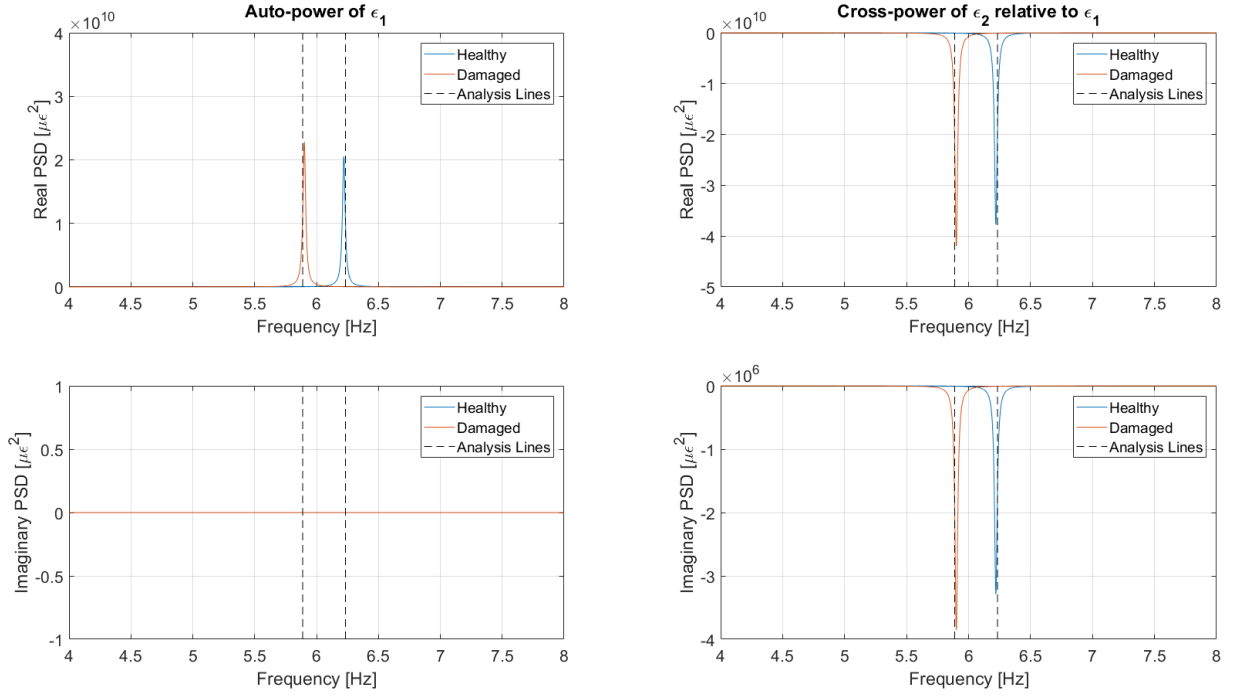 Auto-power of ϵ₁
×10¹⁰
4
3
2
1
0
Real PSD [μϵ²]
4 4.5 5 5.5 6 6.5 7 7.5 8
Frequency [Hz]
Healthy
Damaged
Analysis Lines
Cross-power of ϵ₂ relative to ϵ₁
×10¹⁰
0
-1
-2
-3
-4
-5
Real PSD [μϵ²]
4 4.5 5 5.5 6 6.5 7 7.5 8
Frequency [Hz]
Healthy
Damaged
Analysis Lines
1
0.5
0
-0.5
-1
Imaginary PSD [μϵ²]
4 4.5 5 5.5 6 6.5 7 7.5 8
Frequency [Hz]
Healthy
Damaged
Analysis Lines
×10⁶
0
-1
-2
-3
-4
Imaginary PSD [μϵ²]
4 4.5 5 5.5 6 6.5 7 7.5 8
Frequency [Hz]
Healthy
Damaged
Analysis Lines